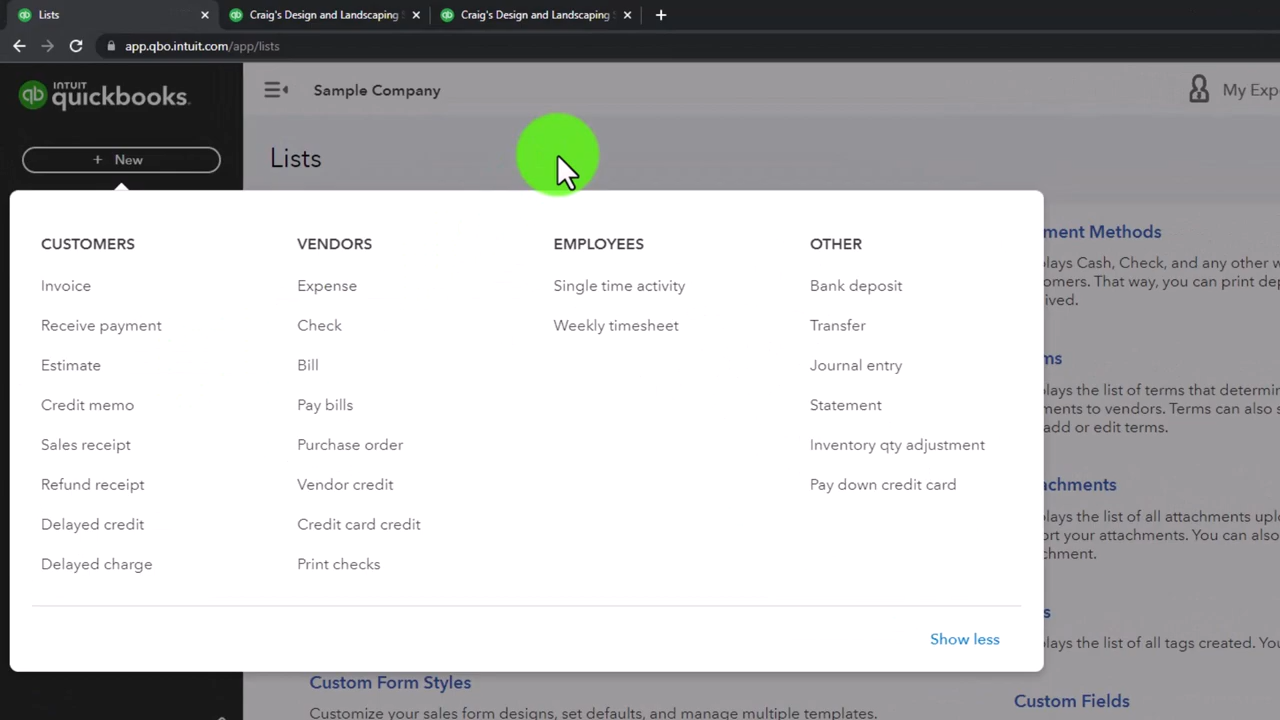 Lists
Craig's Design and Landscaping
Craig's Design and Landscaping
app.qbo.intuit.com/app/lists
INTUIT
quickbooks.
Sample Company
My Exp
+ New
Lists
CUSTOMERS
Invoice
Receive payment
Estimate
Credit memo
Sales receipt
Refund receipt
Delayed credit
Delayed charge
VENDORS
Expense
Check
Bill
Pay bills
Purchase order
Vendor credit
Credit card credit
Print checks
EMPLOYEES
Single time activity
Weekly timesheet
OTHER
Bank deposit
Transfer
Journal entry
Statement
Inventory qty adjustment
Pay down credit card
Show less
ment Methods
plays Cash, Check, and any other w
omers. That way, you can print dep
ived.
ms
plays the list of terms that determin
ments to vendors. Terms can also
add or edit terms.
achments
plays the list of all attachments uplo
ort your attachments. You can also
chment.
s
plays the list of all tags created. You
Custom Form Styles
Customize your sales form designs, set defaults, and manage multiple templates.
Custom Fields